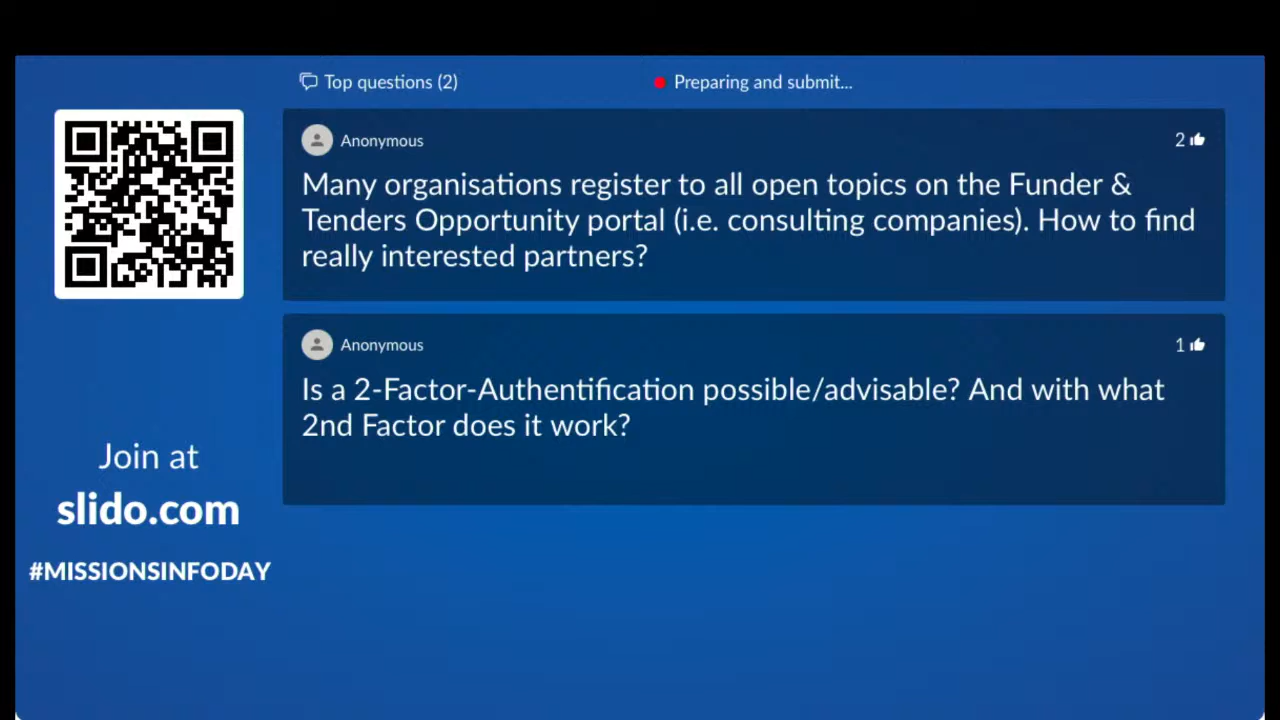 Top questions (2)
Preparing and submit...
Anonymous
2
Many organisations register to all open topics on the Funder &
Tenders Opportunity portal (i.e. consulting companies). How to find
really interested partners?
Anonymous
1
Is a 2-Factor-Authentification possible/advisable? And with what
2nd Factor does it work?
Join at
slido.com
#MISSIONSINFODAY